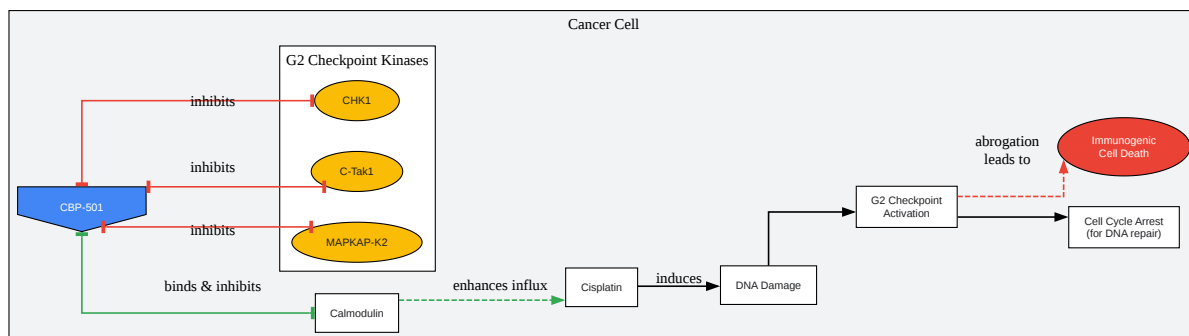 Cancer Cell
G2 Checkpoint Kinases
inhibits
CHK1
inhibits
C-Tak1
CBP-501
inhibits
MAPKAP-K2
binds & inhibits
Calmodulin
enhances influx
Cisplatin
induces
DNA Damage
G2 Checkpoint
Activation
abrogation
leads to
Immunogenic
Cell Death
Cell Cycle Arrest
(for DNA repair)